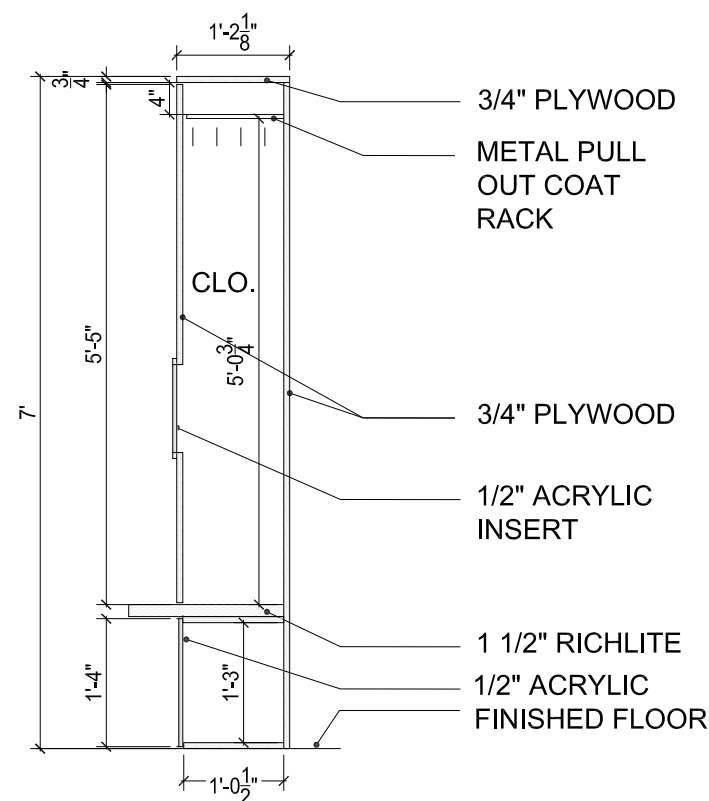 1'-2 1/8"
3/4"
4"
3/4" PLYWOOD
METAL PULL
OUT COAT
RACK
CLO.
5'-5"
5'-0 3/4"
7'
3/4" PLYWOOD
1/2" ACRYLIC
INSERT
1 1/2" RICHLITE
1'-4"
1'-3"
1/2" ACRYLIC
FINISHED FLOOR
1'-0 1/2"